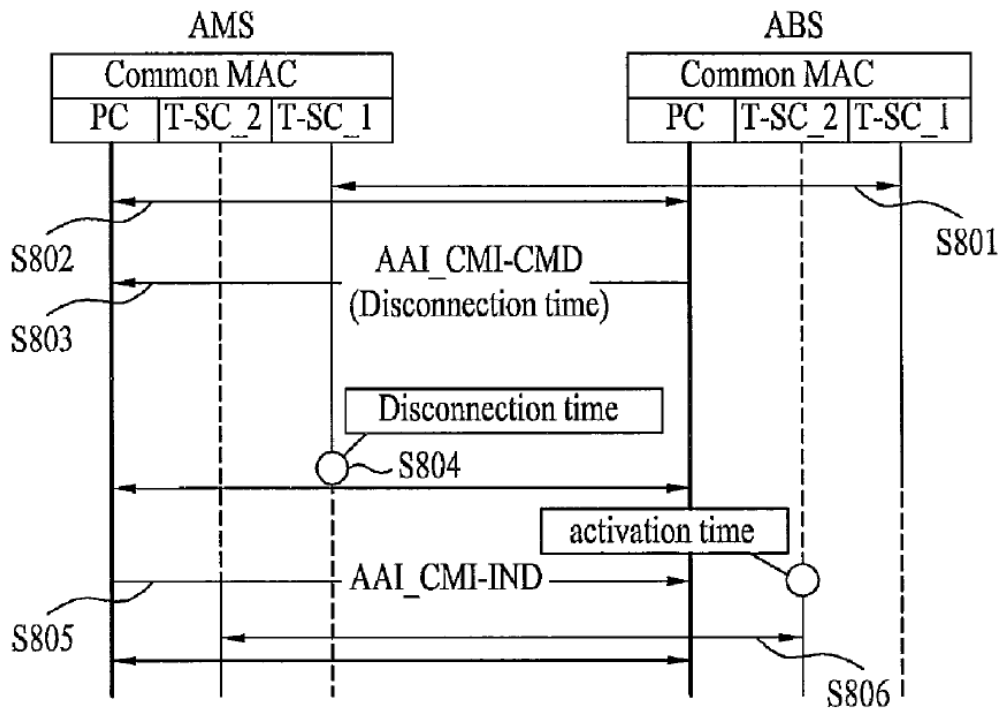 AMS
ABS
Common MAC
Common MAC
PC T-SC_2 T-SC_1
PC T-SC_2 T-SC_1
S802
S801
AAI_CMI-CMD
(Disconnection time)
S803
Disconnection time
S804
activation time
AAI_CMI-IND
S805
S806